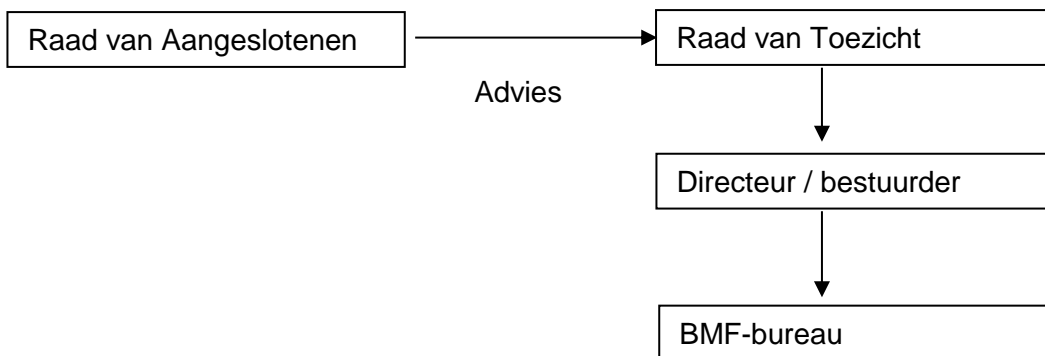 Raad van Aangeslotenen
Raad van Toezicht
Advies
Directeur / bestuurder
BMF-bureau